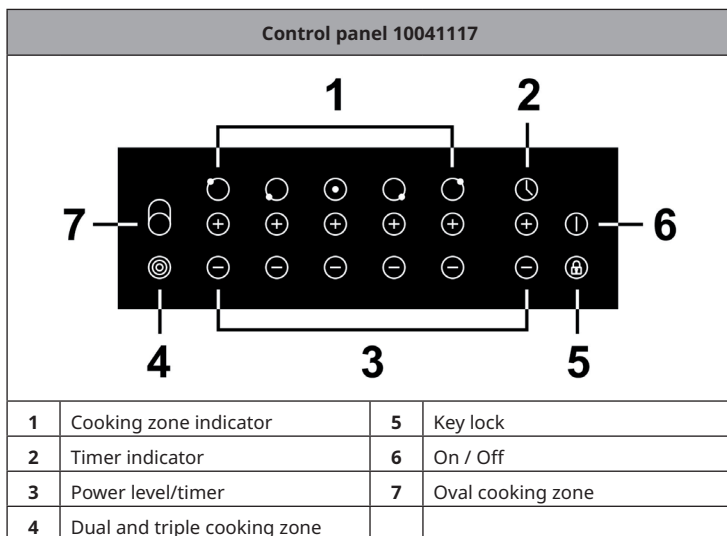 Control panel 10041117
1 2
7 6
4 3 5
1 Cooking zone indicator 5 Key lock
2 Timer indicator 6 On / Off
3 Power level/timer 7 Oval cooking zone
4 Dual and triple cooking zone